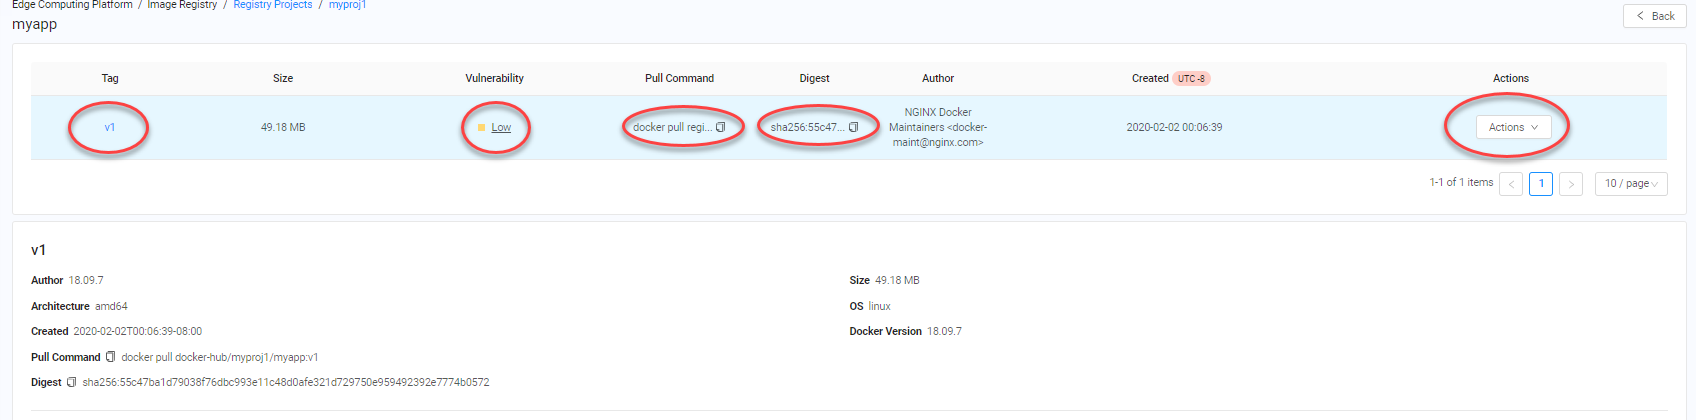 Edge Computing Platform / Image Registry / Registry Projects / myproj1
myapp
Back
Tag Size Vulnerability Pull Command Digest Author Created UTC -8 Actions
v1 49.18 MB Low docker pull regi... sha256:55c47... NGINX Docker Maintainers <docker-maint@nginx.com> 2020-02-02 00:06:39 Actions
1-1 of 1 items < 1 > 10 / page
v1
Author 18.09.7 Size 49.18 MB
Architecture amd64 OS linux
Created 2020-02-02T00:06:39-08:00 Docker Version 18.09.7
Pull Command docker pull docker-hub/myproj1/myapp:v1
Digest sha256:55c47ba1d79038f76dbc993e11c48d0afe321d729750e959492392e7774b0572